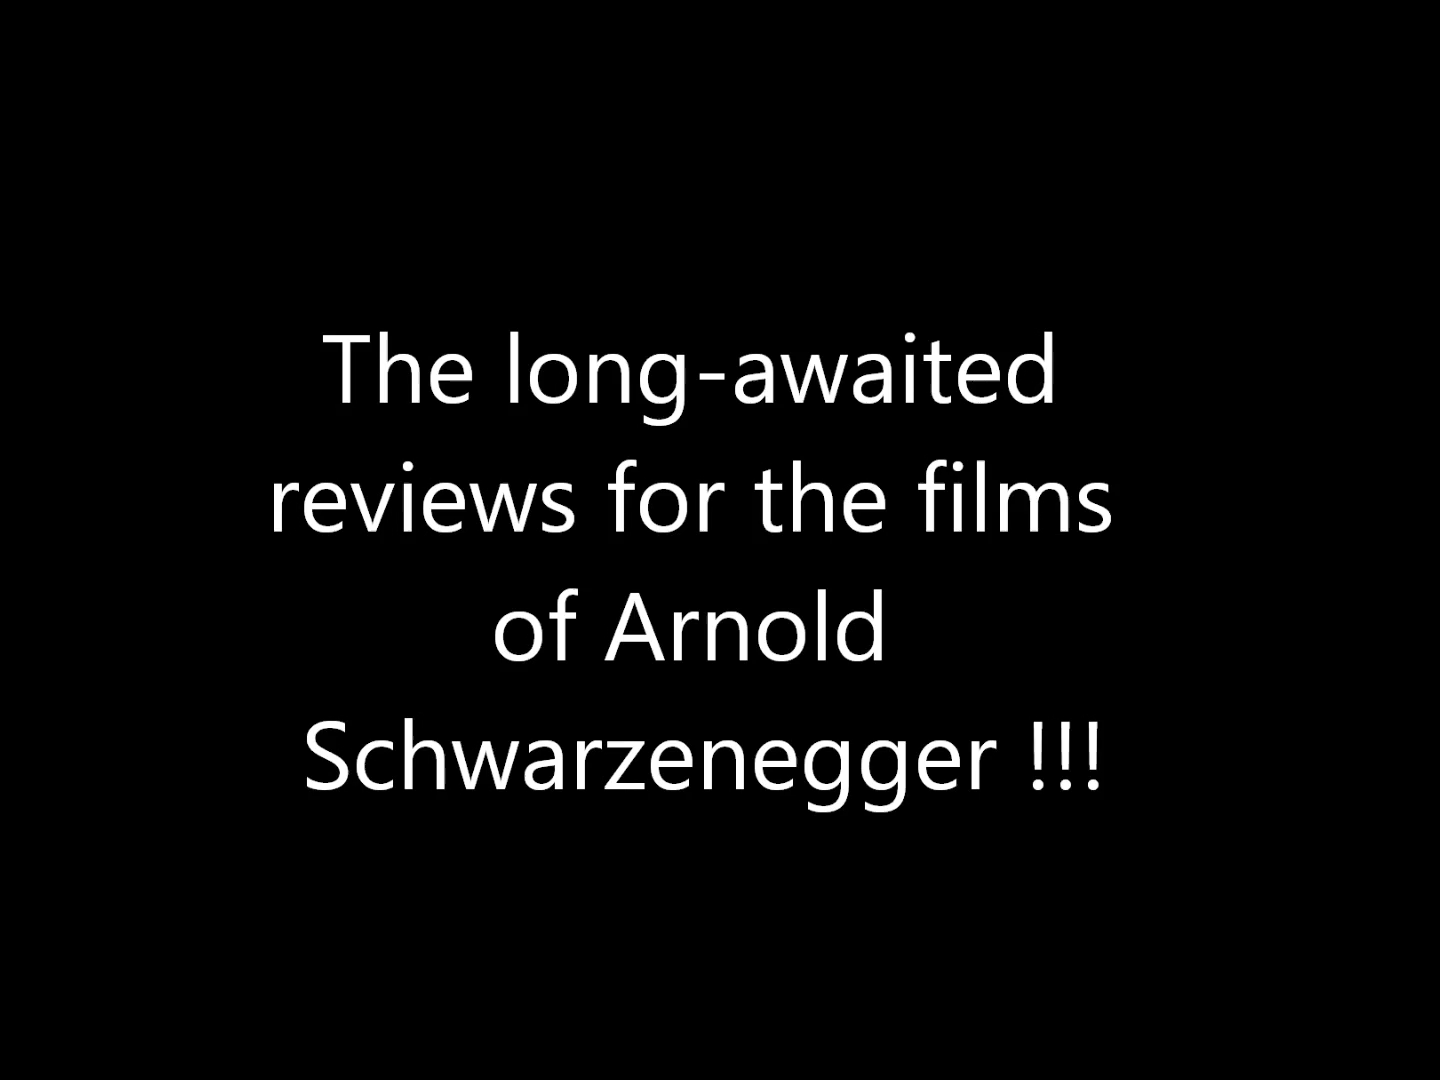 The long-awaited
reviews for the films
of Arnold
Schwarzenegger !!!